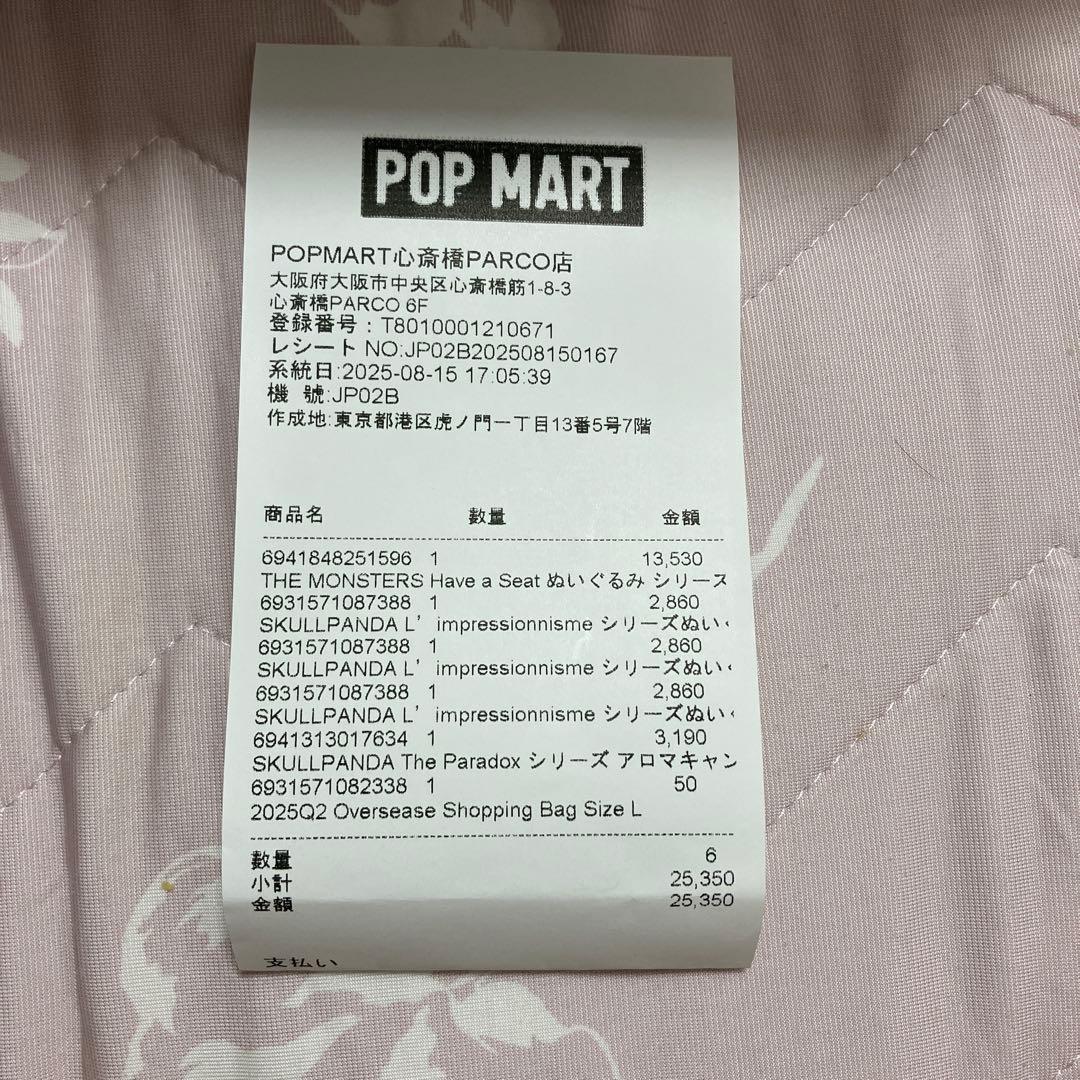 POP MART
POPMART心斎橋PARCO店
大阪府大阪市中央区心斎橋筋1-8-3
心斎橋PARCO 6F
登録番号：T8010001210671
レシート NO:JP02B202508150167
系統日:2025-08-15 17:05:39
機 號:JP02B
作成地:東京都港区虎ノ門一丁目13番5号7階
商品名 数量 金額
6941848251596 1 13,530
THE MONSTERS Have a Seat ぬいぐるみ シリーズ
6931571087388 1 2,860
SKULLPANDA L’impressionnisme シリーズぬい
6931571087388 1 2,860
SKULLPANDA L’impressionnisme シリーズぬい
6931571087388 1 2,860
SKULLPANDA L’impressionnisme シリーズぬい
6941313017634 1 3,190
SKULLPANDA The Paradox シリーズ アロマキャン
6931571082338 1 50
2025Q2 Oversease Shopping Bag Size L
数量 6
小計 25,350
金額 25,350
支払い